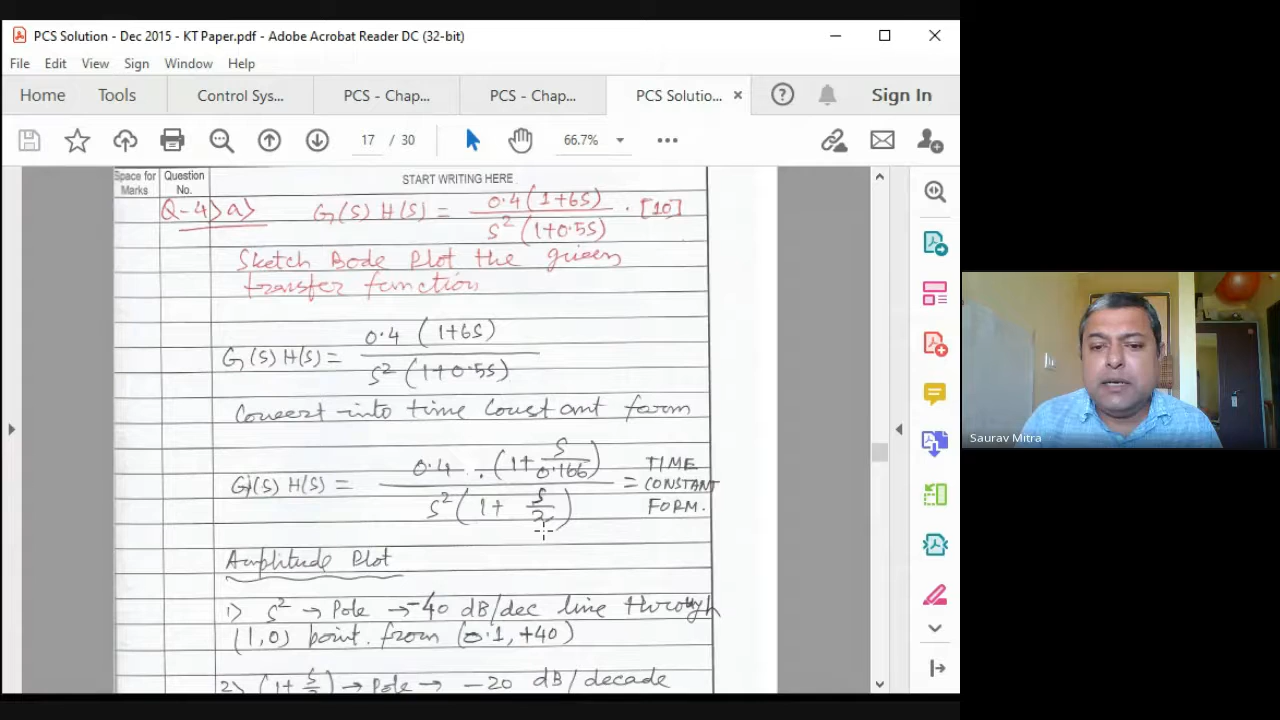 PCS Solution - Dec 2015 - KT Paper.pdf - Adobe Acrobat Reader DC (32-bit)
File Edit View Sign Window Help
Home Tools Control Sys... PCS - Chap... PCS - Chap... PCS Solutio... × Sign In
17 / 30 66.7%
Space for Marks Question No. START WRITING HERE
Q-4>a> G(s) H(s) = 0.4(1+6s) / s²(1+0.5s) . [10]
Sketch Bode Plot the given
transfer function
G(s) H(s) = 0.4 (1+6s) / s² (1+0.5s)
Convert into time constant form
G(s) H(s) = 0.4 . (1+ s/0.166) / s² (1+ s/2) = TIME CONSTANT FORM.
Amplitude Plot
1) s² → Pole → -40 dB/dec line through
(1,0) point from (0.1, +40)
2) (1+ s/2) → Pole → -20 dB/decade
Saurav Mitra